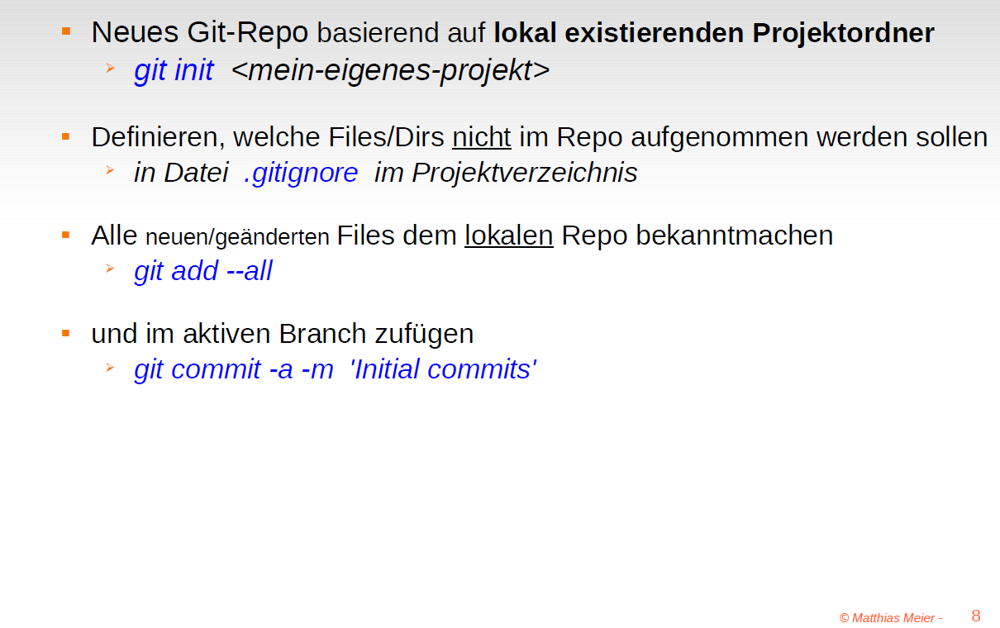 Neues Git-Repo basierend auf lokal existierenden Projektordner
git init <mein-eigenes-projekt>
Definieren, welche Files/Dirs nicht im Repo aufgenommen werden sollen
in Datei .gitignore im Projektverzeichnis
Alle neuen/geänderten Files dem lokalen Repo bekanntmachen
git add --all
und im aktiven Branch zufügen
git commit -a -m 'Initial commits'
© Matthias Meier - 8